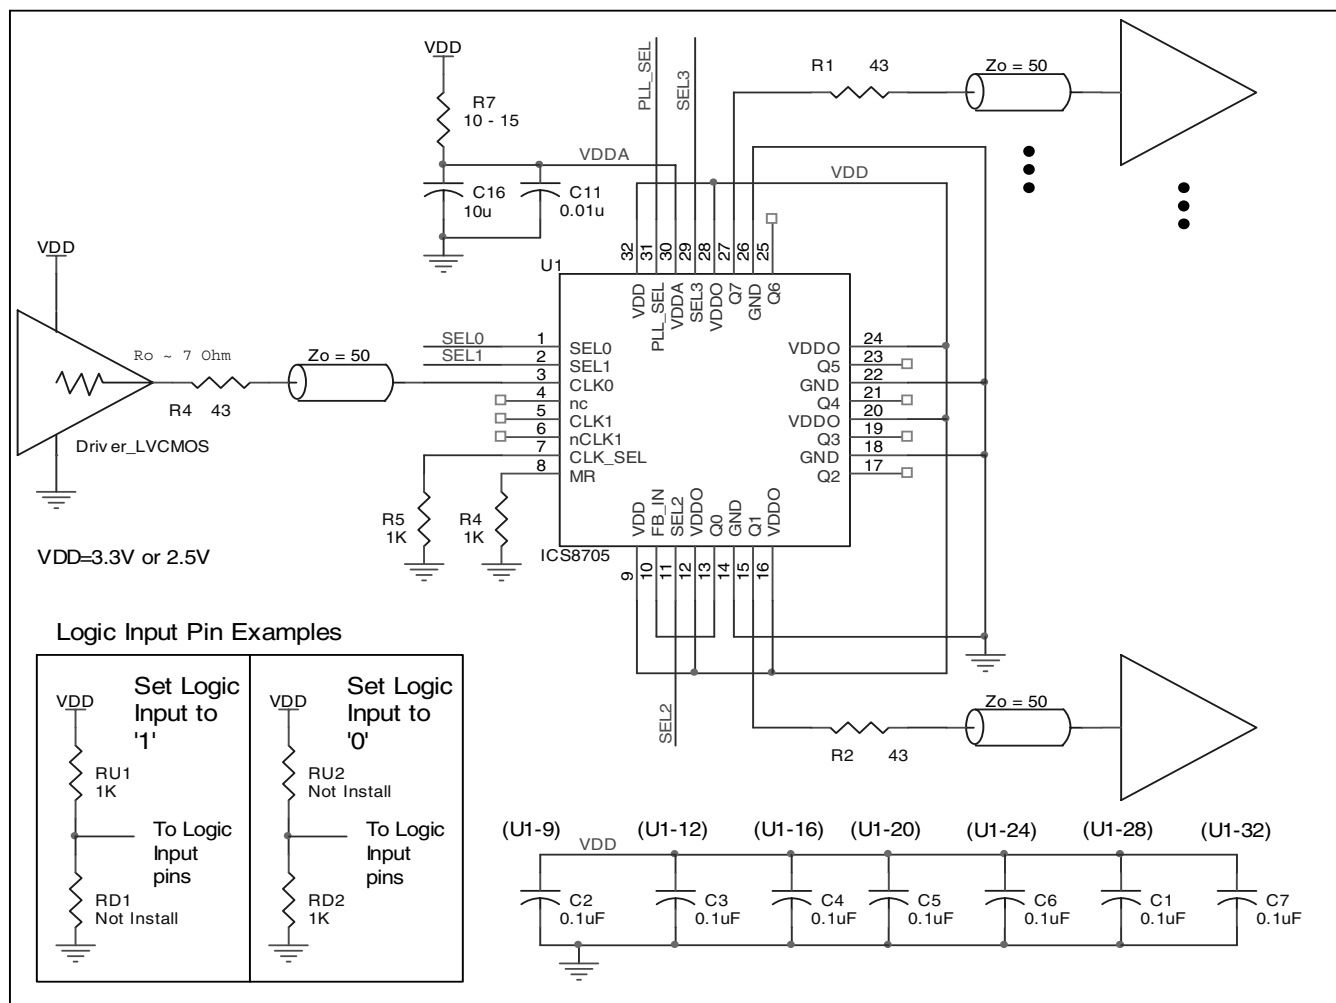 VDD
R7
10 - 15
VDDA
C16
10u
C11
0.01u
PLL_SEL
SEL3
R1 43
Zo = 50
VDD
VDD
Ro ~ 7 Ohm
R4 43
Zo = 50
Driver_LVCMOS
SEL0
SEL1
U1
32 31 30 29 28 27 26 25
VDD PLL_SEL VDDA SEL3 VDDO Q7 GND Q6
1 SEL0
2 SEL1
3 CLK0
4 nc
5 CLK1
6 nCLK1
7 CLK_SEL
8 MR
VDDO 24
Q5 23
GND 22
Q4 21
VDDO 20
Q3 19
GND 18
Q2 17
VDD FB_IN SEL2 VDDO Q0 GND Q1 VDDO
9 10 11 12 13 14 15 16
ICS8705
R5
1K
R4
1K
SEL2
R2 43
Zo = 50
VDD=3.3V or 2.5V
Logic Input Pin Examples
VDD
Set Logic
Input to
'1'
RU1
1K
To Logic
Input
pins
RD1
Not Install
VDD
Set Logic
Input to
'0'
RU2
Not Install
To Logic
Input
pins
RD2
1K
(U1-9) (U1-12) (U1-16) (U1-20) (U1-24) (U1-28) (U1-32)
VDD
C2
0.1uF
C3
0.1uF
C4
0.1uF
C5
0.1uF
C6
0.1uF
C1
0.1uF
C7
0.1uF